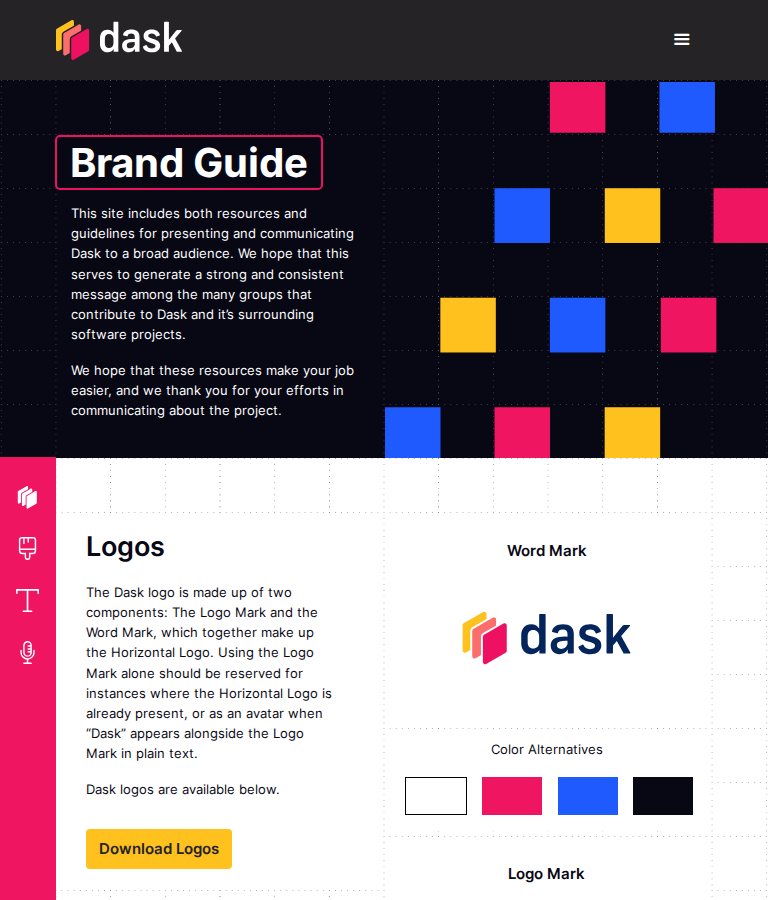 dask
Brand Guide
This site includes both resources and
guidelines for presenting and communicating
Dask to a broad audience. We hope that this
serves to generate a strong and consistent
message among the many groups that
contribute to Dask and it’s surrounding
software projects.
We hope that these resources make your job
easier, and we thank you for your efforts in
communicating about the project.
Logos
The Dask logo is made up of two
components: The Logo Mark and the
Word Mark, which together make up
the Horizontal Logo. Using the Logo
Mark alone should be reserved for
instances where the Horizontal Logo is
already present, or as an avatar when
“Dask” appears alongside the Logo
Mark in plain text.
Dask logos are available below.
Download Logos
Word Mark
dask
Color Alternatives
Logo Mark